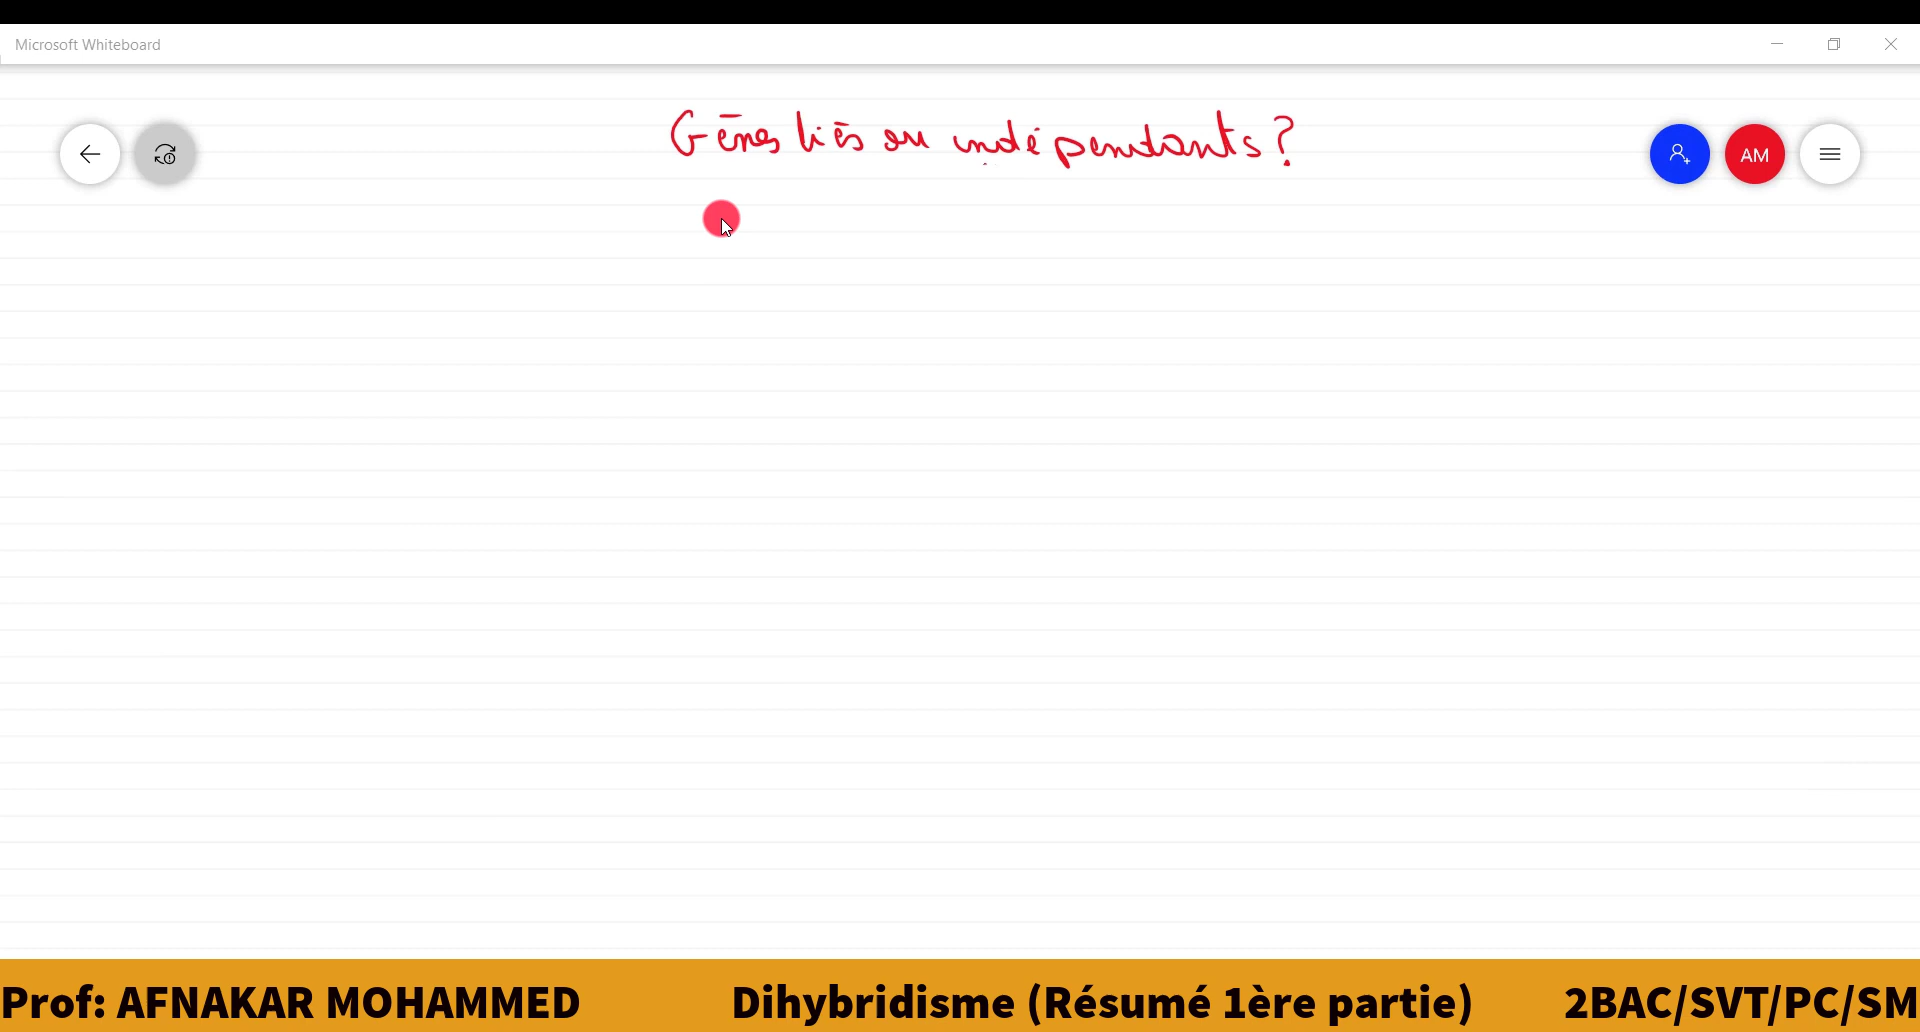 Microsoft Whiteboard
Gènes liés ou indépendants ?
AM
Prof: AFNAKAR MOHAMMED Dihybridisme (Résumé 1ère partie) 2BAC/SVT/PC/SM